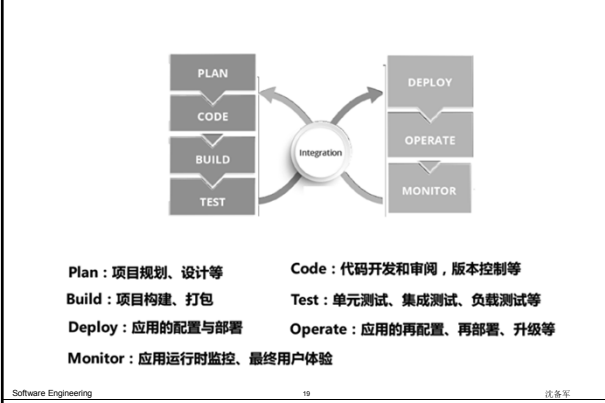 PLAN
CODE
BUILD
TEST
Integration
DEPLOY
OPERATE
MONITOR
Plan：项目规划、设计等
Code：代码开发和审阅，版本控制等
Build：项目构建、打包
Test：单元测试、集成测试、负载测试等
Deploy：应用的配置与部署
Operate：应用的再配置、再部署、升级等
Monitor：应用运行时监控、最终用户体验
Software Engineering
19
沈备军